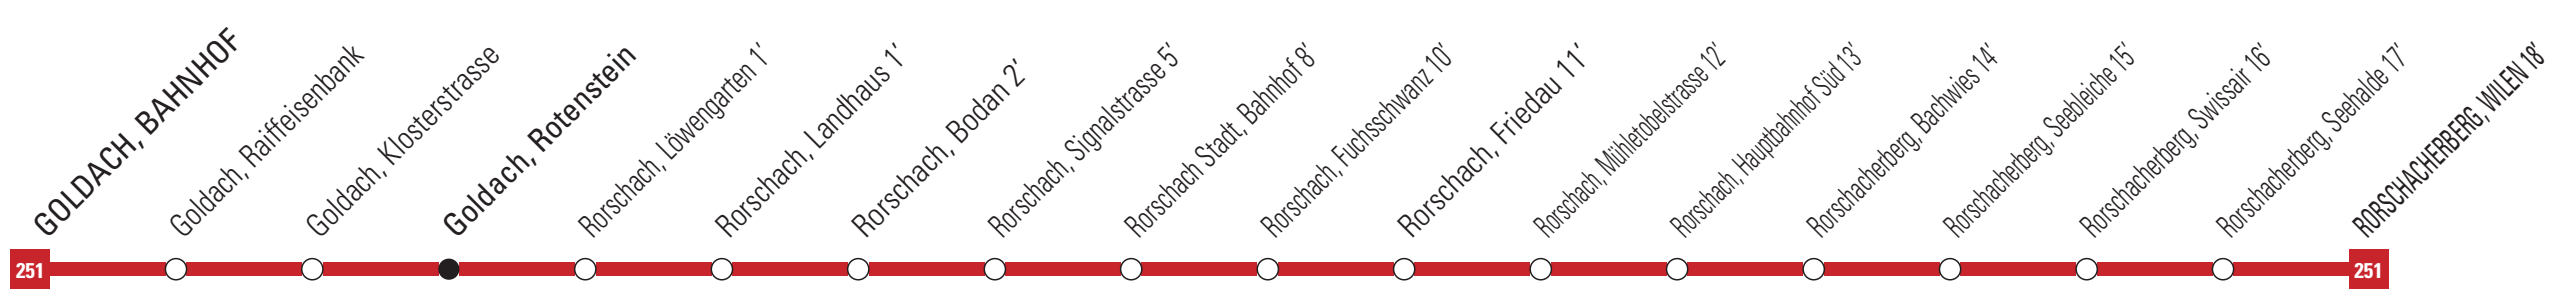 GOLDACH, BAHNHOF
Goldach, Raiffeisenbank
Goldach, Klosterstrasse
Goldach, Rotenstein
Rorschach, Löwengarten 1’
Rorschach, Landhaus 1’
Rorschach, Bodan 2’
Rorschach, Signalstrasse 5’
Rorschach Stadt, Bahnhof 8’
Rorschach, Fuchsschwanz 10’
Rorschach, Friedau 11’
Rorschach, Mühletobelstrasse 12’
Rorschach, Hauptbahnhof Süd 13’
Rorschacherberg, Bachwies 14’
Rorschacherberg, Seebleiche 15’
Rorschacherberg, Swissair 16’
Rorschacherberg, Seehalde 17’
RORSCHACHERBERG, WILEN 18’
251
251